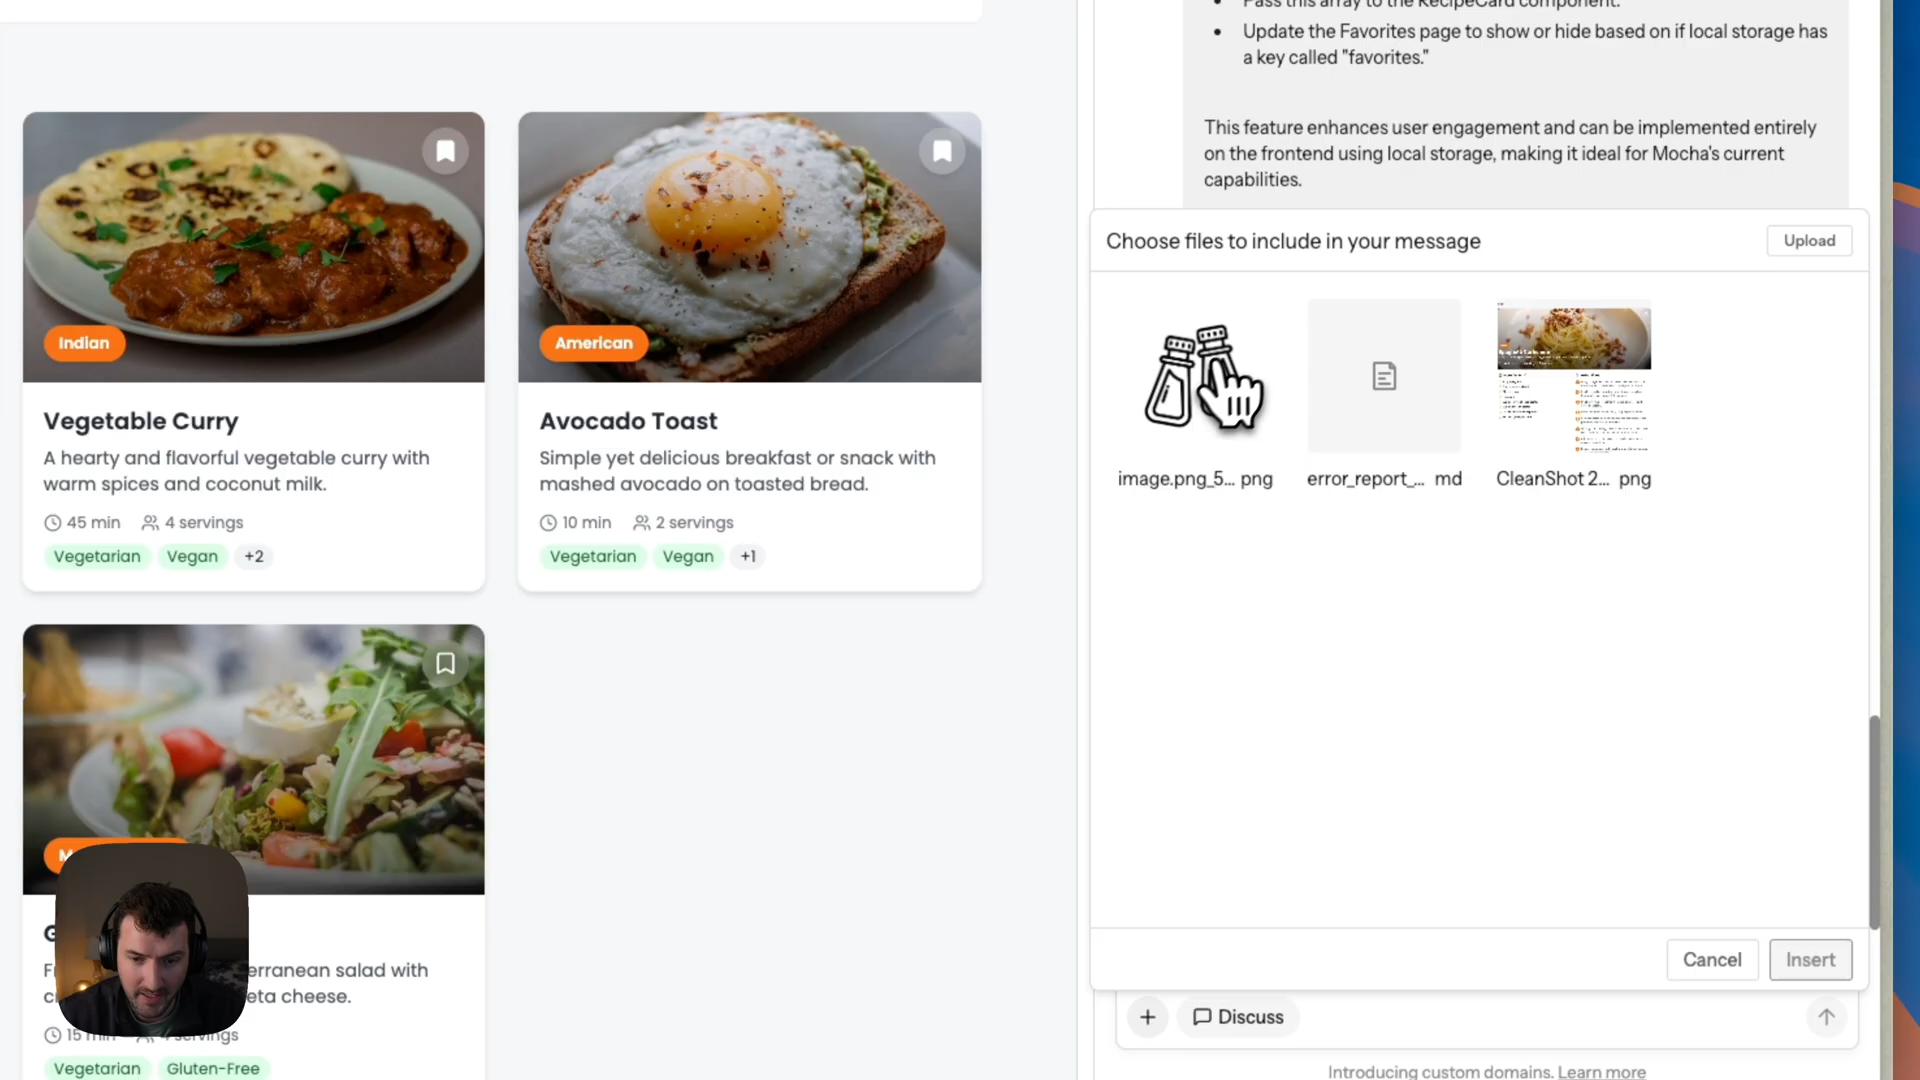 Pass this array to the RecipeCard component.
Update the Favorites page to show or hide based on if local storage has
a key called "favorites."
This feature enhances user engagement and can be implemented entirely
on the frontend using local storage, making it ideal for Mocha's current
capabilities.
Choose files to include in your message
Upload
image.png_5... png
error_report_... md
CleanShot 2... png
Cancel
Insert
Discuss
Introducing custom domains. Learn more
Indian
Vegetable Curry
A hearty and flavorful vegetable curry with
warm spices and coconut milk.
45 min
4 servings
Vegetarian
Vegan
+2
American
Avocado Toast
Simple yet delicious breakfast or snack with
mashed avocado on toasted bread.
10 min
2 servings
Vegetarian
Vegan
+1
salad with
cheese.
15 min
servings
Vegetarian
Gluten-Free